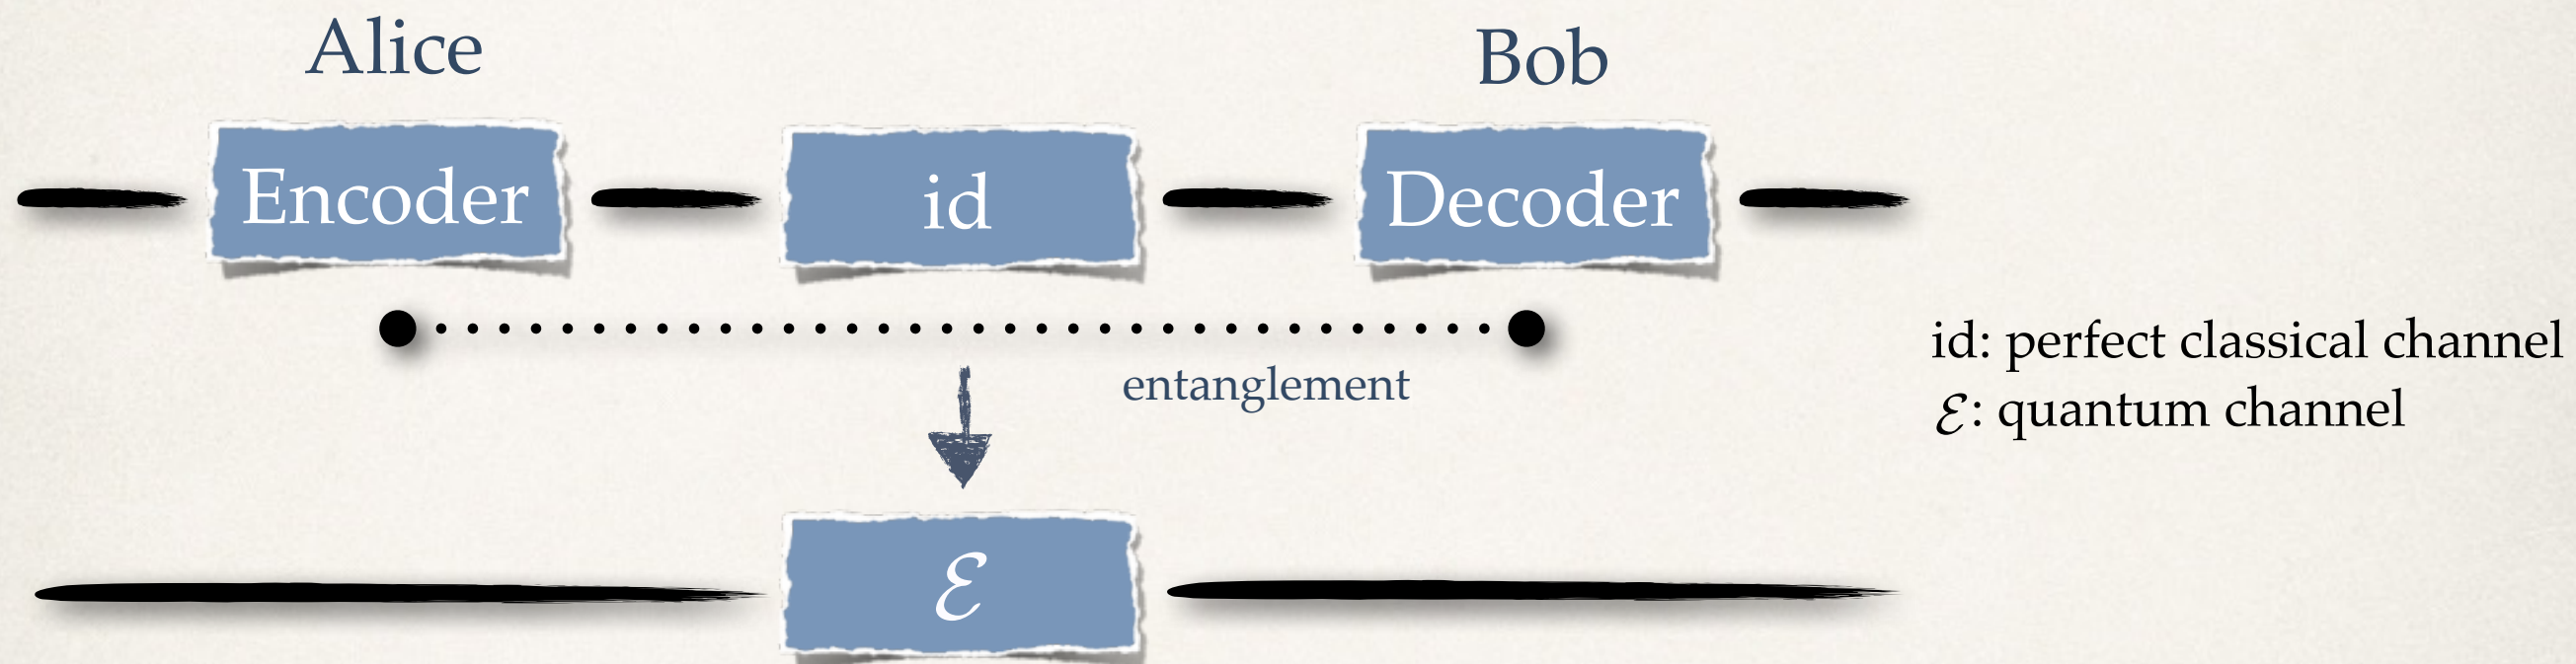 Alice
Bob
Encoder
id
Decoder
entanglement
id: perfect classical channel
ℰ: quantum channel
ℰ